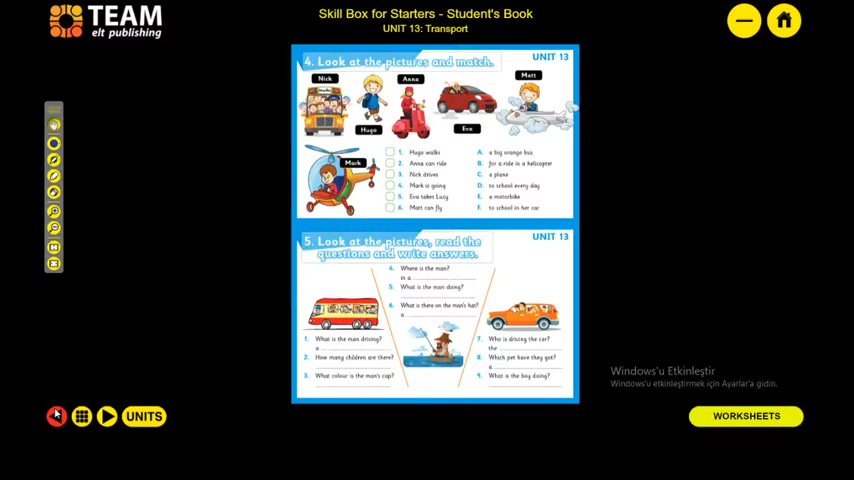 TEAM
elt publishing
Skill Box for Starters - Student's Book
UNIT 13: Transport
4. Look at the pictures and match.
UNIT 13
Nick
Hugo
Anna
Eva
Matt
Mark
1. Hugo walks
2. Anna can ride
3. Nick drives
4. Mark is going
5. Eva takes Lucy
6. Matt can fly
A. a big orange bus
B. for a ride in a helicopter
C. a plane
D. to school every day
E. a motorbike
F. to school in her car
5. Look at the pictures, read the
questions and write answers.
UNIT 13
1. What is the man driving?
a
2. How many children are there?
3. What colour is the man's cap?
4. Where is the man?
in a
5. What is the man doing?
6. What is there on the man's hat?
a
7. Who is driving the car?
the
8. Which pet have they got?
a
9. What is the boy doing?
Windows'u Etkinleştir
Windows'u etkinleştirmek için Ayarlar'a gidin.
UNITS
WORKSHEETS